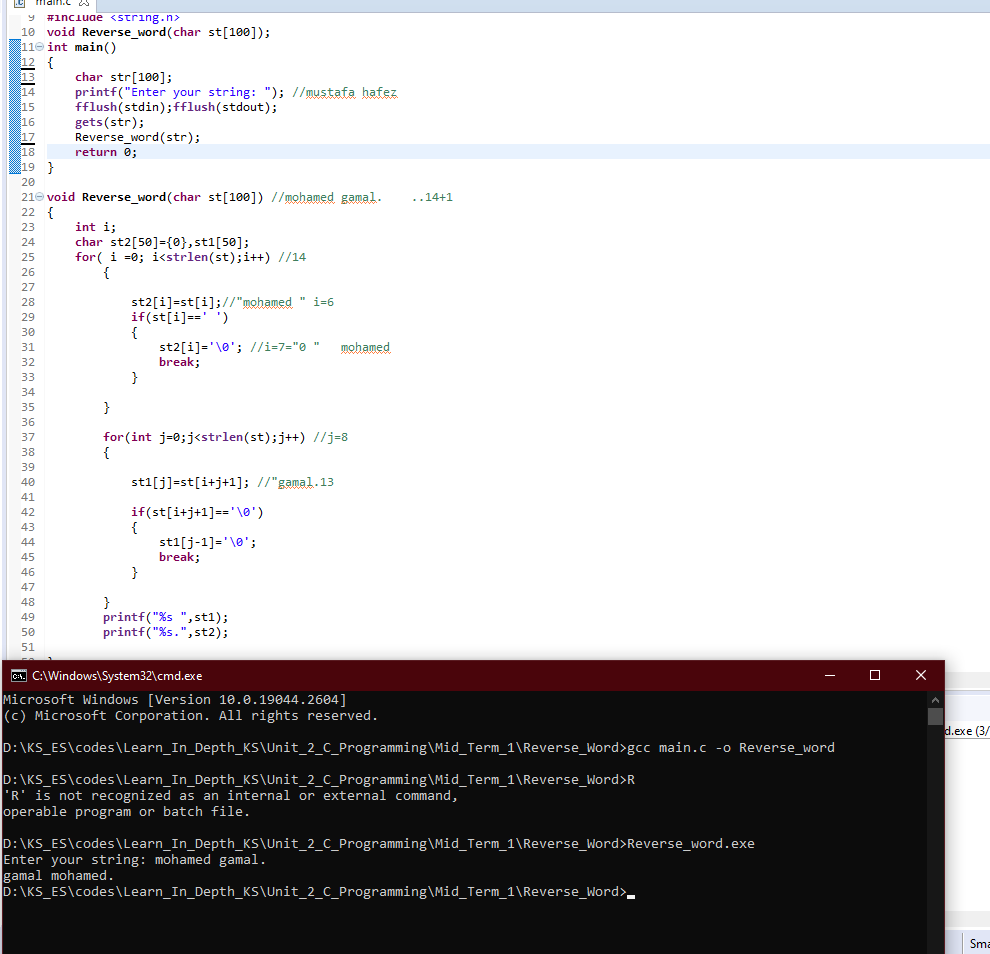 main.c
9 #include <string.h>
10 void Reverse_word(char st[100]);
11 int main()
12 {
13     char str[100];
14     printf("Enter your string: "); //mustafa hafez
15     fflush(stdin);fflush(stdout);
16     gets(str);
17     Reverse_word(str);
18     return 0;
19 }
20
21 void Reverse_word(char st[100]) //mohamed gamal.    ..14+1
22 {
23     int i;
24     char st2[50]={0},st1[50];
25     for( i =0; i<strlen(st);i++) //14
26         {
27
28             st2[i]=st[i];//"mohamed " i=6
29             if(st[i]==' ')
30             {
31                 st2[i]='\0'; //i=7="0 "   mohamed
32                 break;
33             }
34
35         }
36
37         for(int j=0;j<strlen(st);j++) //j=8
38         {
39
40             st1[j]=st[i+j+1]; //"gamal.13
41
42             if(st[i+j+1]=='\0')
43             {
44                 st1[j-1]='\0';
45                 break;
46             }
47
48         }
49         printf("%s ",st1);
50         printf("%s.",st2);
51
C:\Windows\System32\cmd.exe
Microsoft Windows [Version 10.0.19044.2604]
(c) Microsoft Corporation. All rights reserved.
D:\KS_ES\codes\Learn_In_Depth_KS\Unit_2_C_Programming\Mid_Term_1\Reverse_Word>gcc main.c -o Reverse_word
D:\KS_ES\codes\Learn_In_Depth_KS\Unit_2_C_Programming\Mid_Term_1\Reverse_Word>R
'R' is not recognized as an internal or external command,
operable program or batch file.
D:\KS_ES\codes\Learn_In_Depth_KS\Unit_2_C_Programming\Mid_Term_1\Reverse_Word>Reverse_word.exe
Enter your string: mohamed gamal.
gamal mohamed.
D:\KS_ES\codes\Learn_In_Depth_KS\Unit_2_C_Programming\Mid_Term_1\Reverse_Word>
d.exe (3/
Sma